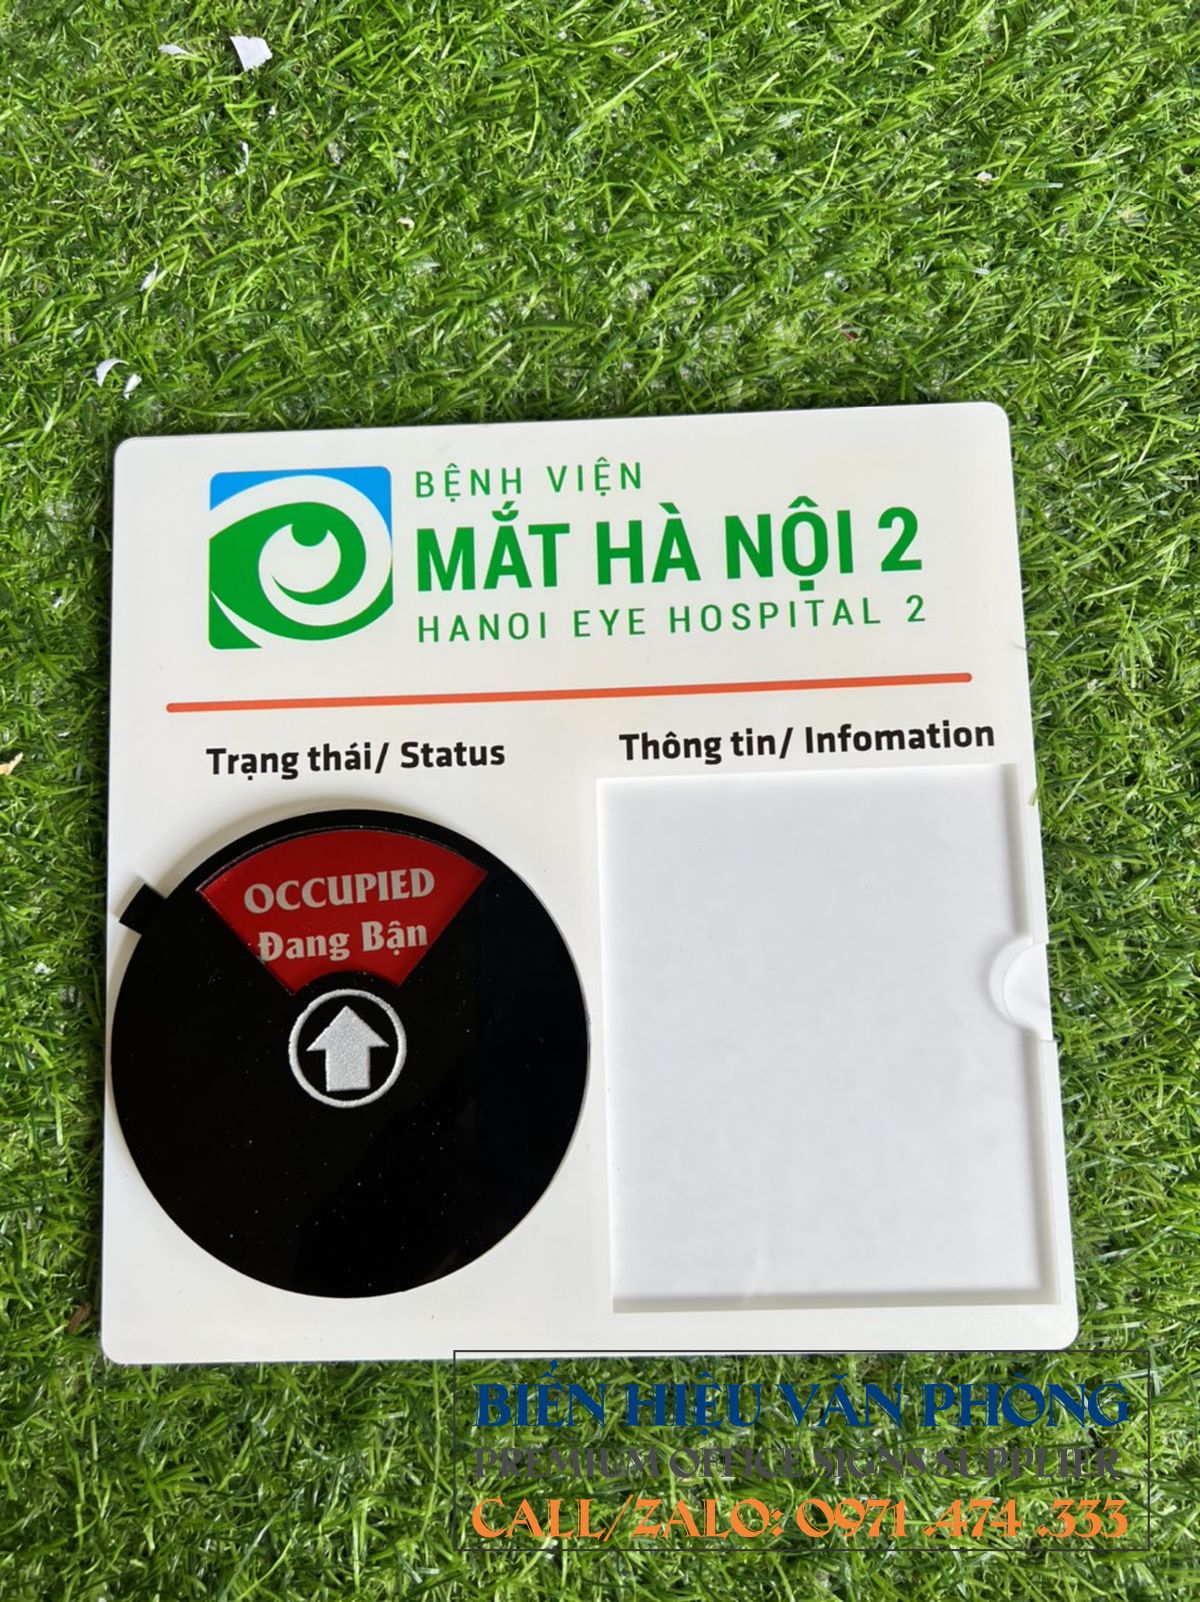 BỆNH VIỆN
MẮT HÀ NỘI 2
HANOI EYE HOSPITAL 2
Trạng thái/ Status
Thông tin/ Infomation
OCCUPIED
Đang Bận
BIỂN HIỆU VĂN PHÒNG
PREMIUM OFFICE SIGNS SUPPLIER
CALL/ZALO: 0971 .474 .333